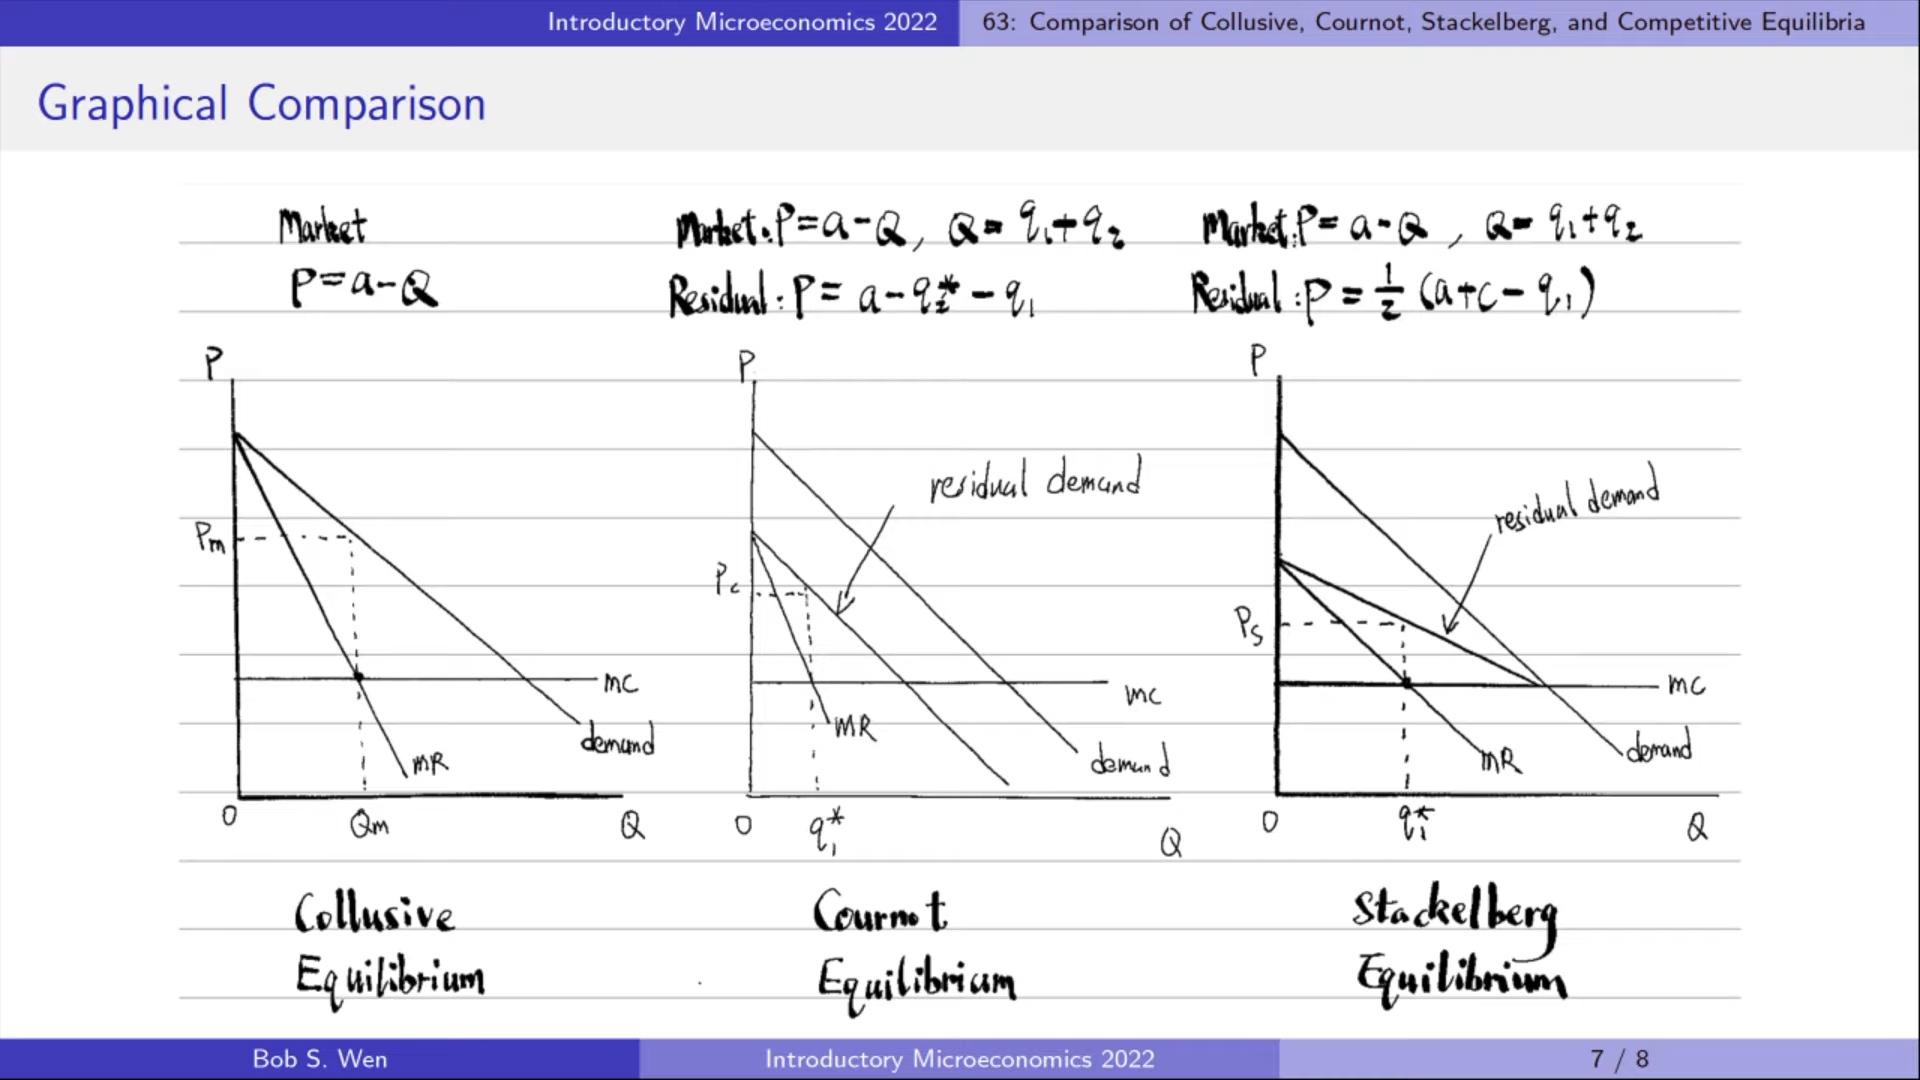 Introductory Microeconomics 2022
63: Comparison of Collusive, Cournot, Stackelberg, and Competitive Equilibria
Graphical Comparison
Market
P=a-Q
Market: P=a-Q, Q= q₁+q₂
Residual: P= a-q₂*-q₁
Market: P= a-Q, Q= q₁+q₂
Residual: P = ½ (a+c- q₁)
P
Pm
MC
demand
MR
0
Qm
Q
P
residual demand
Pc
MC
MR
demand
0
q₁*
Q
P
residual demand
Ps
MC
demand
MR
0
q₁*
Q
Collusive
Equilibrium
Cournot
Equilibrium
Stackelberg
Equilibrium
Bob S. Wen
Introductory Microeconomics 2022
7 / 8